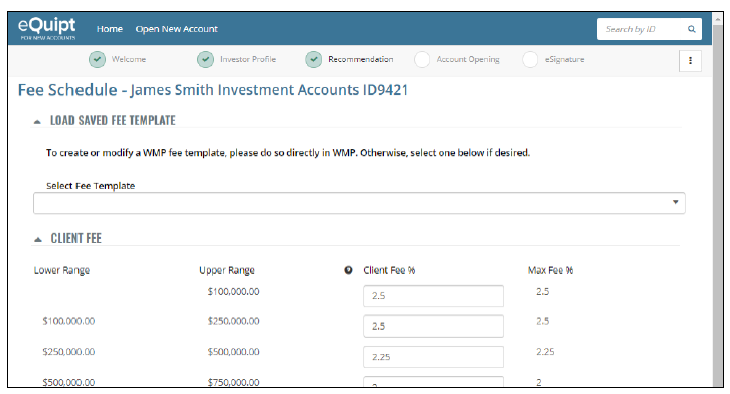 eQuipt
FOR NEW ACCOUNTS
Home Open New Account
Search by ID
Welcome Investor Profile Recommendation Account Opening eSignature
Fee Schedule - James Smith Investment Accounts ID9421
LOAD SAVED FEE TEMPLATE
To create or modify a WMP fee template, please do so directly in WMP. Otherwise, select one below if desired.
Select Fee Template
CLIENT FEE
Lower Range Upper Range Client Fee % Max Fee %
$100,000.00 2.5 2.5
$100,000.00 $250,000.00 2.5 2.5
$250,000.00 $500,000.00 2.25 2.25
$500,000.00 $750,000.00 2